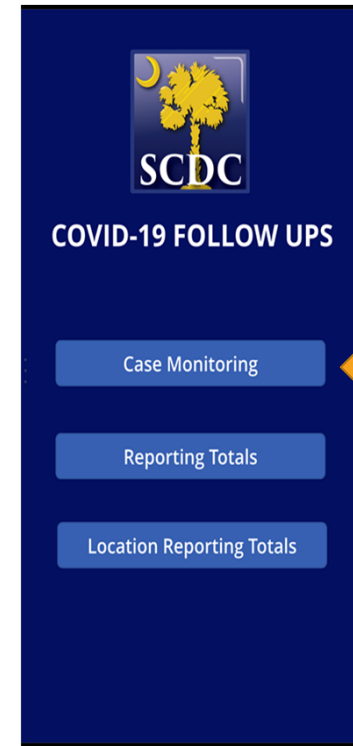 SCDC
COVID-19 FOLLOW UPS
Case Monitoring
Reporting Totals
Location Reporting Totals